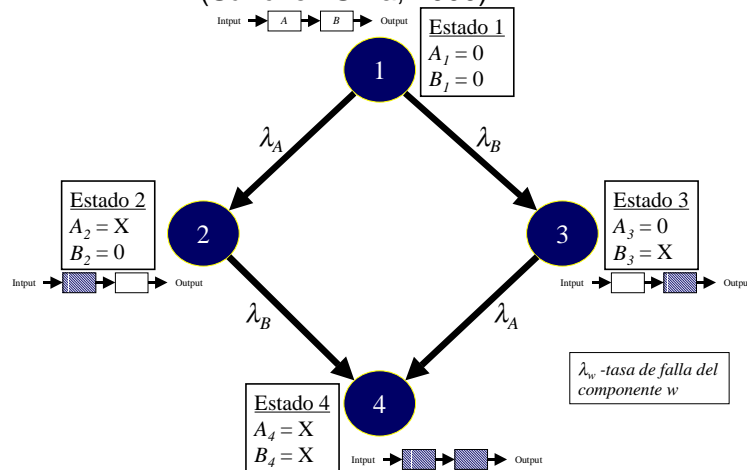 Intput A B Output
Estado 1
A1 = 0
B1 = 0
1
λA
λB
Estado 2
A2 = X
B2 = 0
2
3
Estado 3
A3 = 0
B3 = X
Intput Output
Intput Output
λB
λA
λw -tasa de falla del
componente w
Estado 4
A4 = X
B4 = X
4
Intput Output